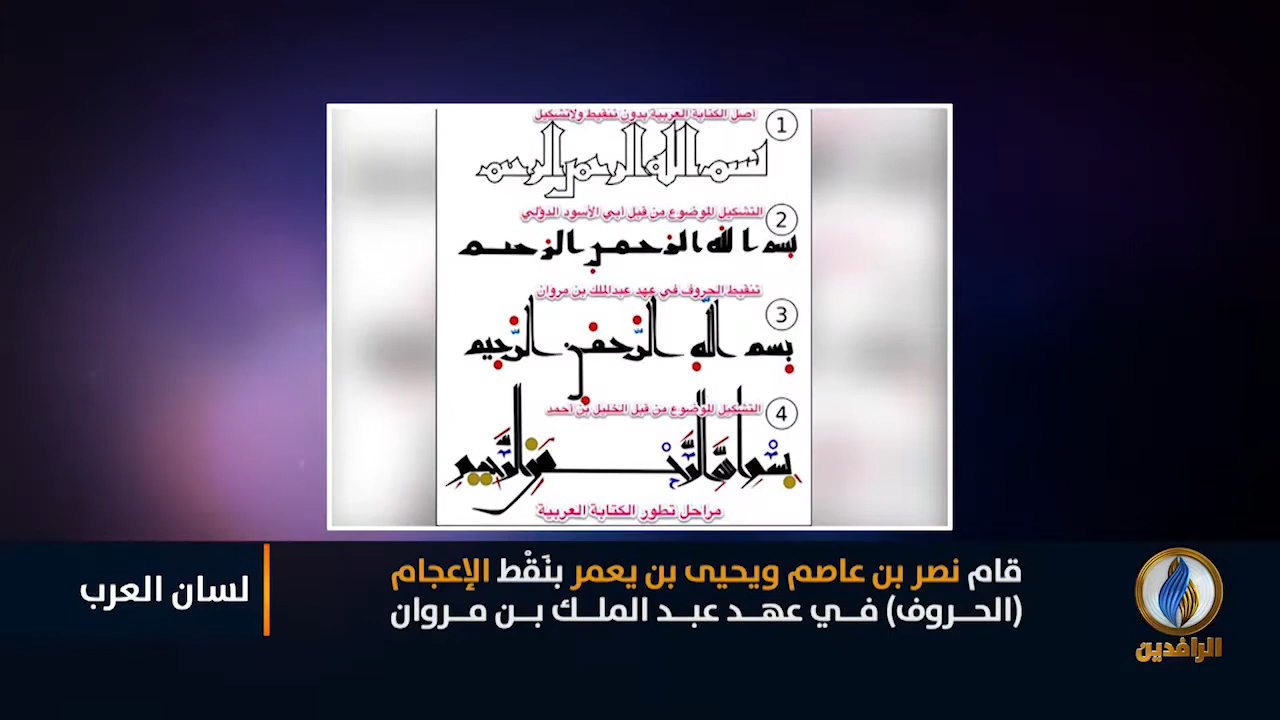 أصل الكتابة العربية بدون تنقيط ولاتشكيل
1
بسم الله الرحمن الرحيم
التشكيل الموضوع من قبل أبي الأسود الدؤلي
2
بسم الله الرحمن الرحيم
تنقيط الحروف في عهد عبدالملك بن مروان
3
بسم الله الرحمن الرحيم
التشكيل الموضوع من قبل الخليل بن أحمد
4
بسم الله الرحمن الرحيم
مراحل تطور الكتابة العربية
قام نصر بن عاصم ويحيى بن يعمر بنَقْط الإعجام
(الحروف) في عهد عبد الملك بن مروان
لسان العرب
الرافدين